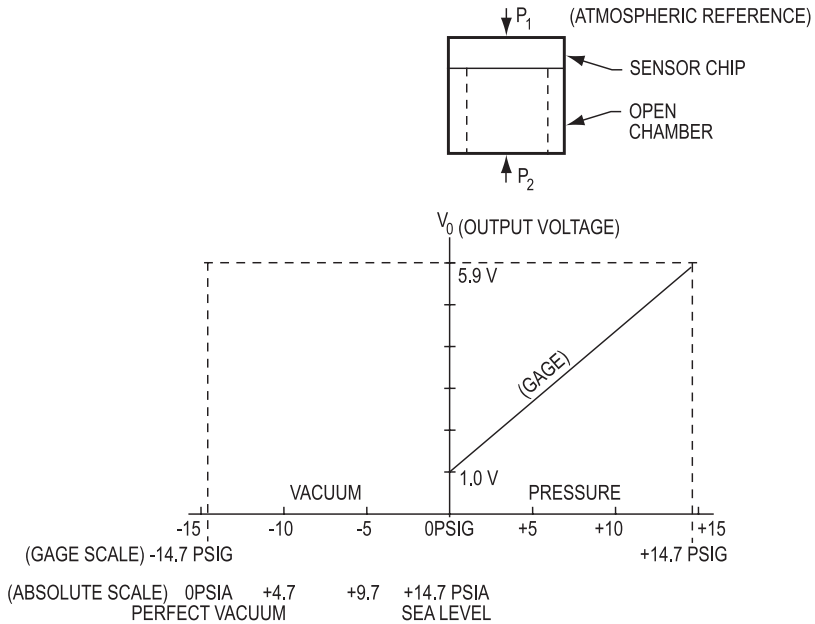 P1 (ATMOSPHERIC REFERENCE)
SENSOR CHIP
OPEN
CHAMBER
P2
V0 (OUTPUT VOLTAGE)
5.9 V
(GAGE)
1.0 V
VACUUM PRESSURE
-15 -10 -5 0PSIG +5 +10 +15
(GAGE SCALE) -14.7 PSIG +14.7 PSIG
(ABSOLUTE SCALE) 0PSIA +4.7 +9.7 +14.7 PSIA
PERFECT VACUUM SEA LEVEL